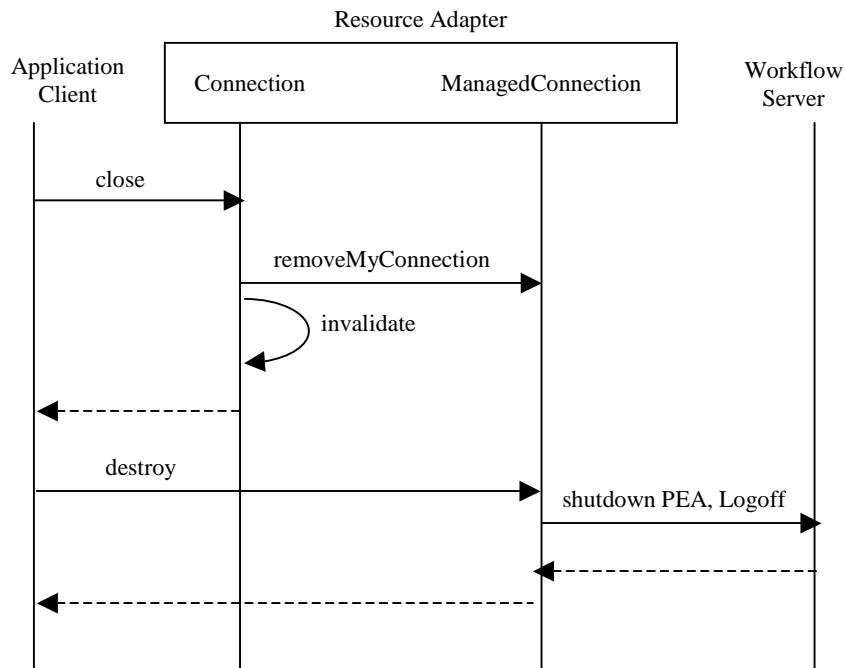 Resource Adapter
Application
Client
Connection
ManagedConnection
Workflow
Server
close
removeMyConnection
invalidate
destroy
shutdown PEA, Logoff